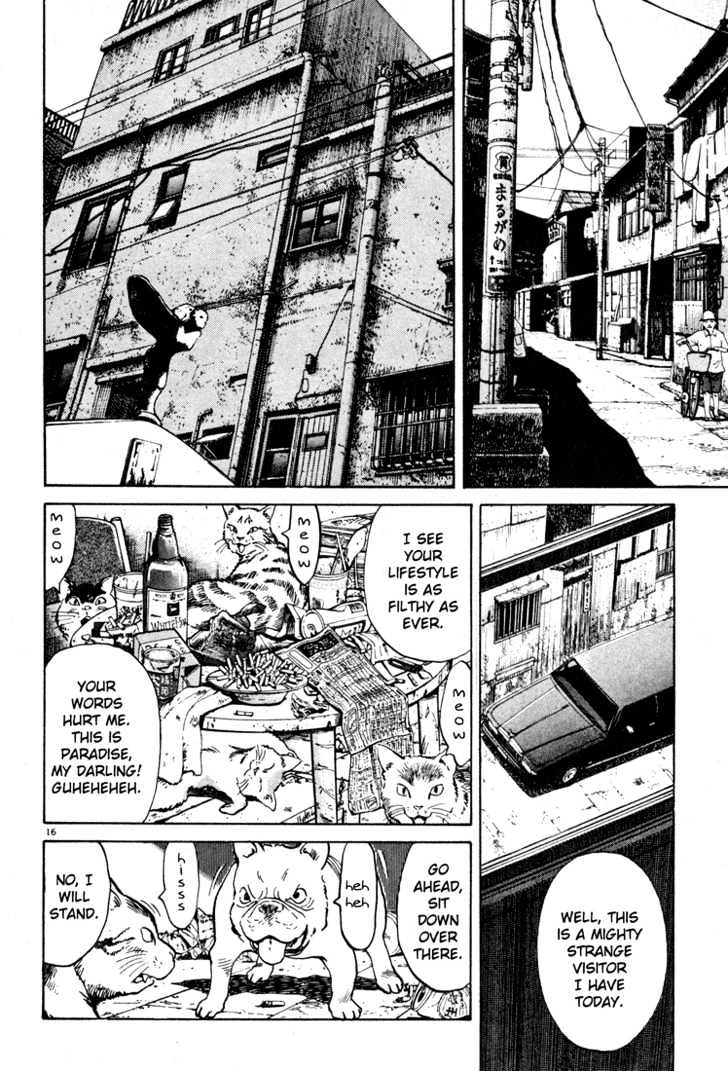 まるがめ
WELL, THIS
IS A MIGHTY
STRANGE
VISITOR
I HAVE
TODAY.
I SEE
YOUR
LIFESTYLE
IS AS
FILTHY AS
EVER.
meow
meow
meow
YOUR
WORDS
HURT ME.
THIS IS
PARADISE,
MY DARLING!
GUHEHEHEH.
16
GO
AHEAD,
SIT
DOWN
OVER
THERE.
heh
heh
hisss
NO, I
WILL
STAND.